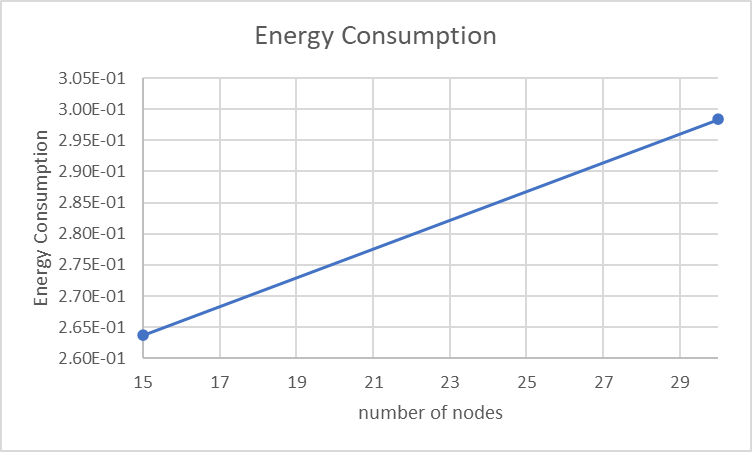 Energy Consumption
3.05E-01
3.00E-01
2.95E-01
2.90E-01
2.85E-01
2.80E-01
2.75E-01
2.70E-01
2.65E-01
2.60E-01
Energy Consumption
15 17 19 21 23 25 27 29
number of nodes